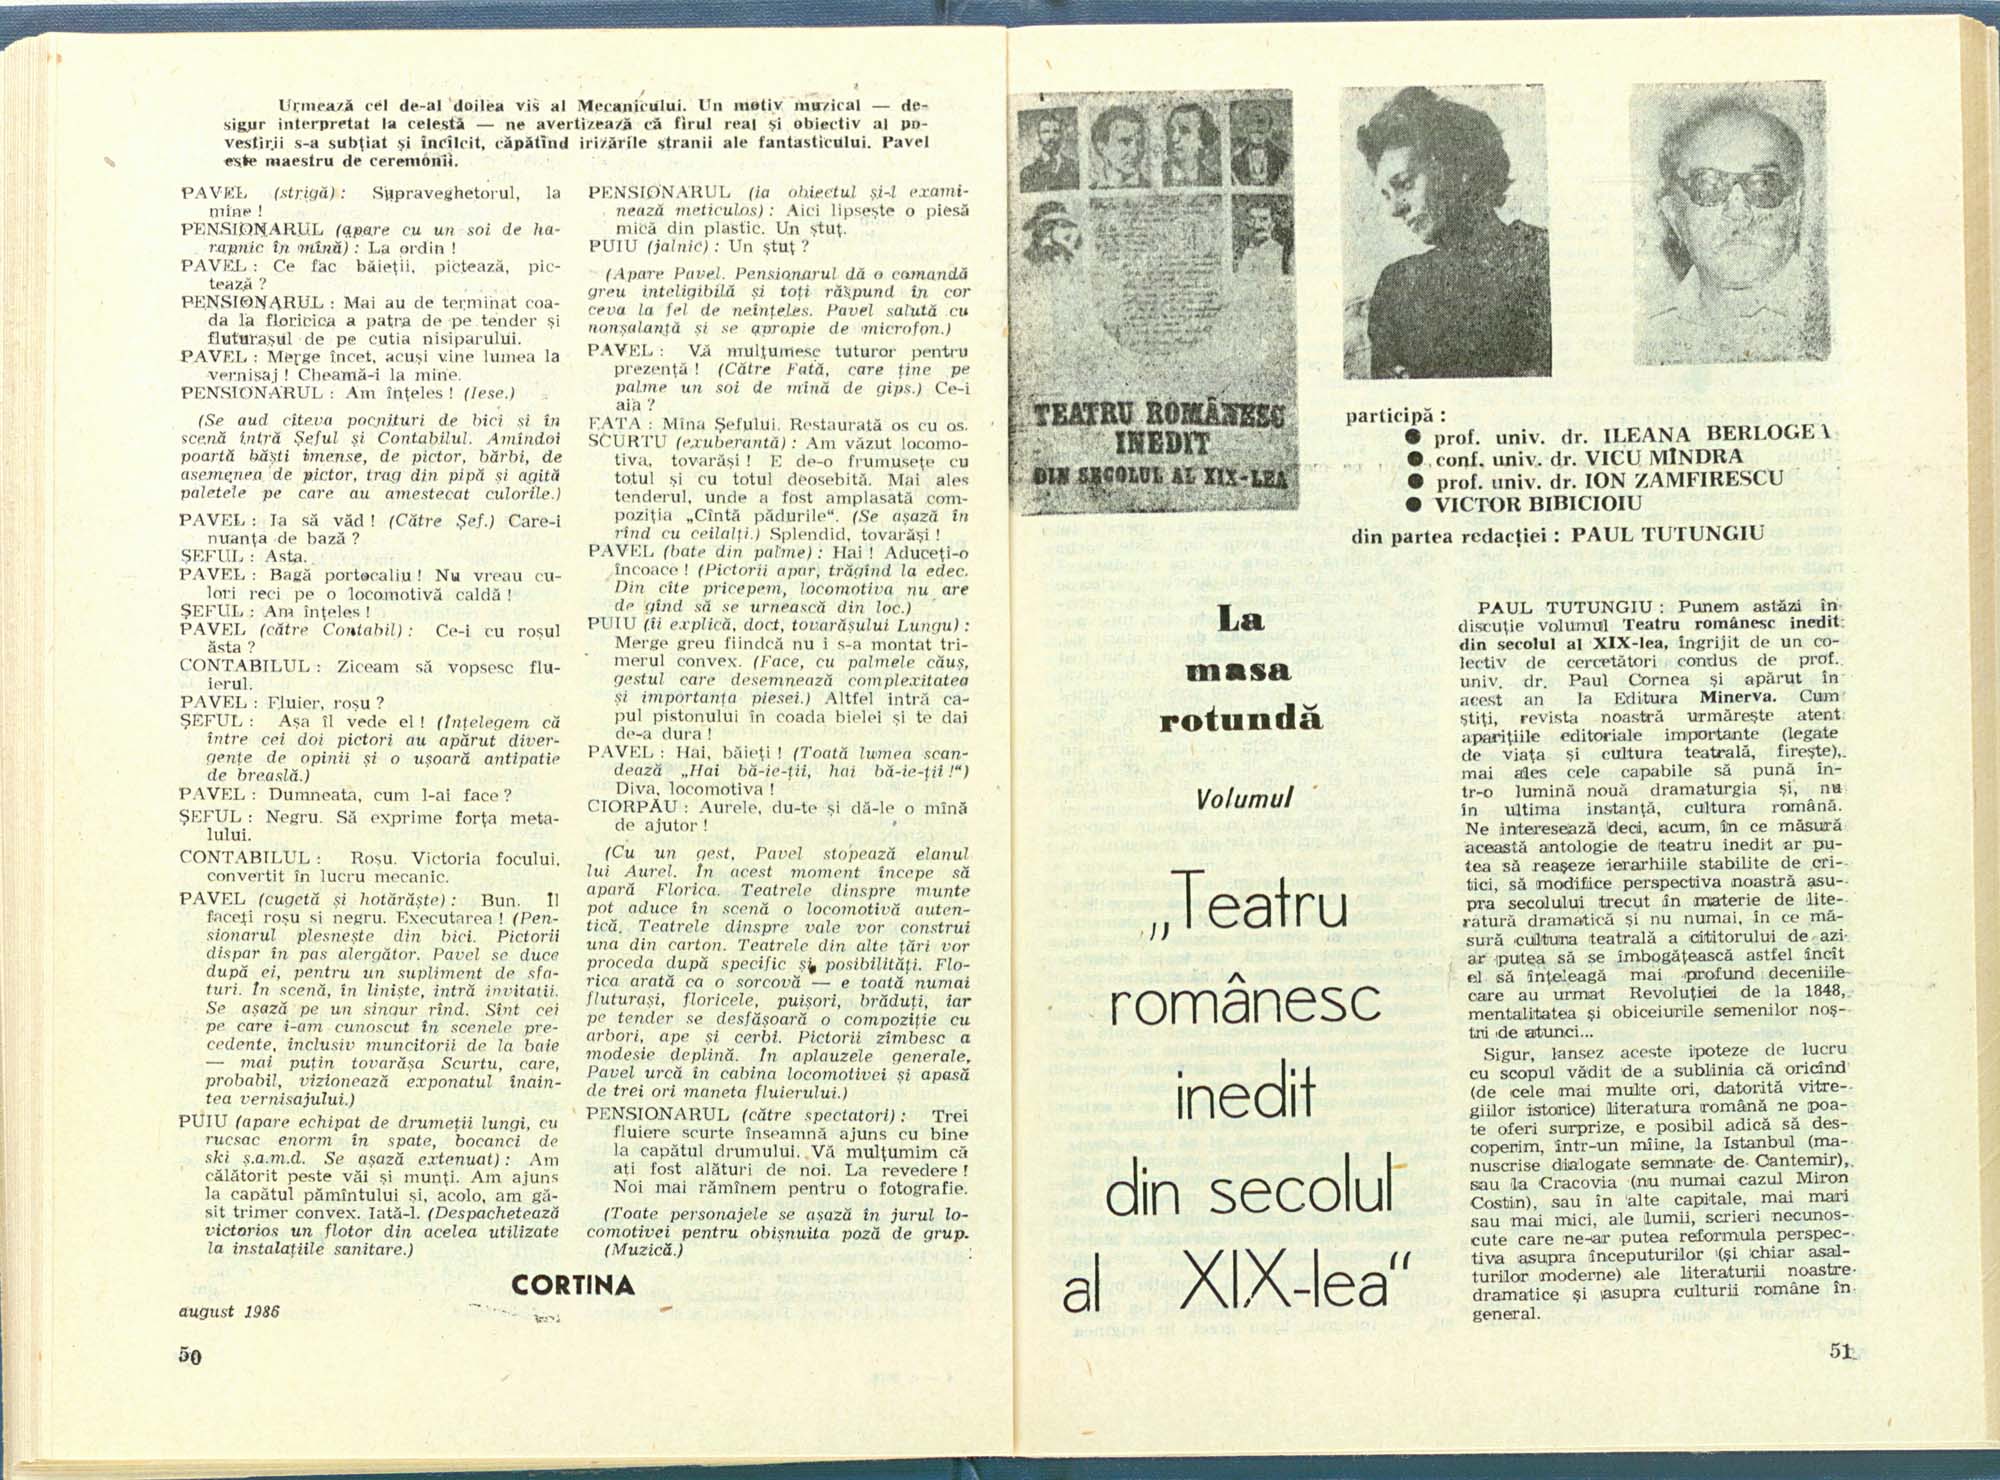 Urmează cel de-al doilea vis al Mecanicului. Un motiv muzical — de-
sigur interpretat la celestă — ne avertizează că firul real și obiectiv al po-
vestirii s-a subțiat și încîlcit, căpătînd irizările stranii ale fantasticului. Pavel
este maestru de ceremonii.
PAVEL (strigă) : Supraveghetorul, la
mine !
PENSIONARUL (apare cu un soi de ha-
rapnic în mînă) : La ordin !
PAVEL : Ce fac băieții, pictează, pic-
tează ?
PENSIONARUL : Mai au de terminat coa-
da la floricica a patra de pe tender și
fluturașul de pe cutia nisiparului.
PAVEL : Merge încet, acuși vine lumea la
vernisaj ! Cheamă-i la mine.
PENSIONARUL : Am înțeles ! (Iese.)
(Se aud cîteva pocnituri de bici și în
scenă intră Șeful și Contabilul. Amîndoi
poartă băști imense, de pictor, bărbi, de
asemenea de pictor, trag din pipă și agită
paletele pe care au amestecat culorile.)
PAVEL : Ia să văd ! (Către Șef.) Care-i
nuanța de bază ?
ȘEFUL : Asta.
PAVEL : Bagă portocaliu ! Nu vreau cu-
lori reci pe o locomotivă caldă !
ȘEFUL : Am înțeles !
PAVEL (către Contabil) : Ce-i cu roșul
ăsta ?
CONTABILUL : Ziceam să vopsesc flu-
ierul.
PAVEL : Fluier, roșu ?
ȘEFUL : Așa îl vede el ! (Înțelegem că
între cei doi pictori au apărut diver-
gențe de opinii și o ușoară antipatie
de breaslă.)
PAVEL : Dumneata, cum l-ai face ?
ȘEFUL : Negru. Să exprime forța meta-
lului.
CONTABILUL : Roșu. Victoria focului,
convertit în lucru mecanic.
PAVEL (cugetă și hotărăște) : Bun. Îl
faceți roșu si negru. Executarea ! (Pen-
sionarul plesnește din bici. Pictorii
dispar în pas alergător. Pavel se duce
după ei, pentru un supliment de sfa-
turi. În scenă, în liniște, intră invitații.
Se așază pe un singur rînd. Sînt cei
pe care i-am cunoscut în scenele pre-
cedente, inclusiv muncitorii de la baie
— mai puțin tovarășa Scurtu, care,
probabil, vizionează exponatul înain-
tea vernisajului.)
PUIU (apare echipat de drumeții lungi, cu
rucsac enorm în spate, bocanci de
ski ș.a.m.d. Se așază extenuat) : Am
călătorit peste văi și munți. Am ajuns
la capătul pămîntului și, acolo, am gă-
sit trimer convex. Iată-l. (Despachetează
victorios un flotor din acelea utilizate
la instalațiile sanitare.)
PENSIONARUL (ia obiectul și-l exami-
nează meticulos) : Aici lipsește o piesă
mică din plastic. Un ștuț.
PUIU (jalnic) : Un ștuț ?
(Apare Pavel. Pensionarul dă o comandă
greu inteligibilă și toți răspund în cor
ceva la fel de neînțeles. Pavel salută cu
nonșalanță și se apropie de microfon.)
PAVEL : Vă mulțumesc tuturor pentru
prezență ! (Către Fată, care ține pe
palme un soi de mînă de gips.) Ce-i
aia ?
FATA : Mîna Șefului. Restaurată os cu os.
SCURTU (exuberantă) : Am văzut locomo-
tiva, tovarăși ! E de-o frumusețe cu
totul și cu totul deosebită. Mai ales
tenderul, unde a fost amplasată com-
poziția „Cîntă pădurile“. (Se așază în
rînd cu ceilalți.) Splendid, tovarăși !
PAVEL (bate din palme) : Hai ! Aduceți-o
încoace ! (Pictorii apar, trăgînd la edec.
Din cîte pricepem, locomotiva nu are
de gînd să se urnească din loc.)
PUIU (îi explică, doct, tovarășului Lungu) :
Merge greu fiindcă nu i s-a montat tri-
merul convex. (Face, cu palmele căuș,
gestul care desemnează complexitatea
și importanța piesei.) Altfel intră ca-
pul pistonului în coada bielei și te dai
de-a dura !
PAVEL : Hai, băieți ! (Toată lumea scan-
dează „Hai bă-ie-ții, hai bă-ie-ții !“)
Diva, locomotiva !
CIORPĂU : Aurele, du-te și dă-le o mînă
de ajutor !
(Cu un gest, Pavel stopează elanul
lui Aurel. În acest moment începe să
apară Florica. Teatrele dinspre munte
pot aduce în scenă o locomotivă auten-
tică. Teatrele dinspre vale vor construi
una din carton. Teatrele din alte țări vor
proceda după specific și posibilități. Flo-
rica arată ca o sorcovă — e toată numai
fluturași, floricele, puișori, brăduți, iar
pe tender se desfășoară o compoziție cu
arbori, ape și cerbi. Pictorii zîmbesc a
modestie deplină. În aplauzele generale,
Pavel urcă în cabina locomotivei și apasă
de trei ori maneta fluierului.)
PENSIONARUL (către spectatori) : Trei
fluiere scurte înseamnă ajuns cu bine
la capătul drumului. Vă mulțumim că
ați fost alături de noi. La revedere !
Noi mai rămînem pentru o fotografie.
(Toate personajele se așază în jurul lo-
comotivei pentru obișnuita poză de grup.
(Muzică.)
CORTINA
august 1986
50
TEATRU ROMÂNESC
INEDIT
DIN SECOLUL AL XIX-LEA
participă :
● prof. univ. dr. ILEANA BERLOGEA
● conf. univ. dr. VICU MÎNDRA
● prof. univ. dr. ION ZAMFIRESCU
● VICTOR BIBICIOIU
din partea redacției : PAUL TUTUNGIU
La
masa
rotundă
Volumul
„Teatru
românesc
inedit
din secolul
al XIX-lea“
PAUL TUTUNGIU : Punem astăzi în
discuție volumul Teatru românesc inedit
din secolul al XIX-lea, îngrijit de un co-
lectiv de cercetători condus de prof.
univ. dr. Paul Cornea și apărut în
acest an la Editura Minerva. Cum
știți, revista noastră urmărește atent
aparițiile editoriale importante (legate
de viața și cultura teatrală, firește),
mai ales cele capabile să pună în-
tr-o lumină nouă dramaturgia și, nu
în ultima instanță, cultura română.
Ne interesează deci, acum, în ce măsură
această antologie de teatru inedit ar pu-
tea să reașeze ierarhiile stabilite de cri-
tici, să modifice perspectiva noastră asu-
pra secolului trecut în materie de lite-
ratură dramatică și nu numai, în ce mă-
sură cultura teatrală a cititorului de azi
ar putea să se îmbogățească astfel încît
el să înțeleagă mai profund deceniile
care au urmat Revoluției de la 1848,
mentalitatea și obiceiurile semenilor noș-
tri de atunci...
Sigur, lansez aceste ipoteze de lucru
cu scopul vădit de a sublinia că oricînd
(de cele mai multe ori, datorită vitre-
giilor istorice) literatura română ne poa-
te oferi surprize, e posibil adică să des-
coperim, într-un mîine, la Istanbul (ma-
nuscrise dialogate semnate de Cantemir),
sau la Cracovia (nu numai cazul Miron
Costin), sau în alte capitale, mai mari
sau mai mici, ale lumii, scrieri necunos-
cute care ne-ar putea reformula perspec-
tiva asupra începuturilor (și chiar asal-
turilor moderne) ale literaturii noastre
dramatice și asupra culturii române în
general.
51